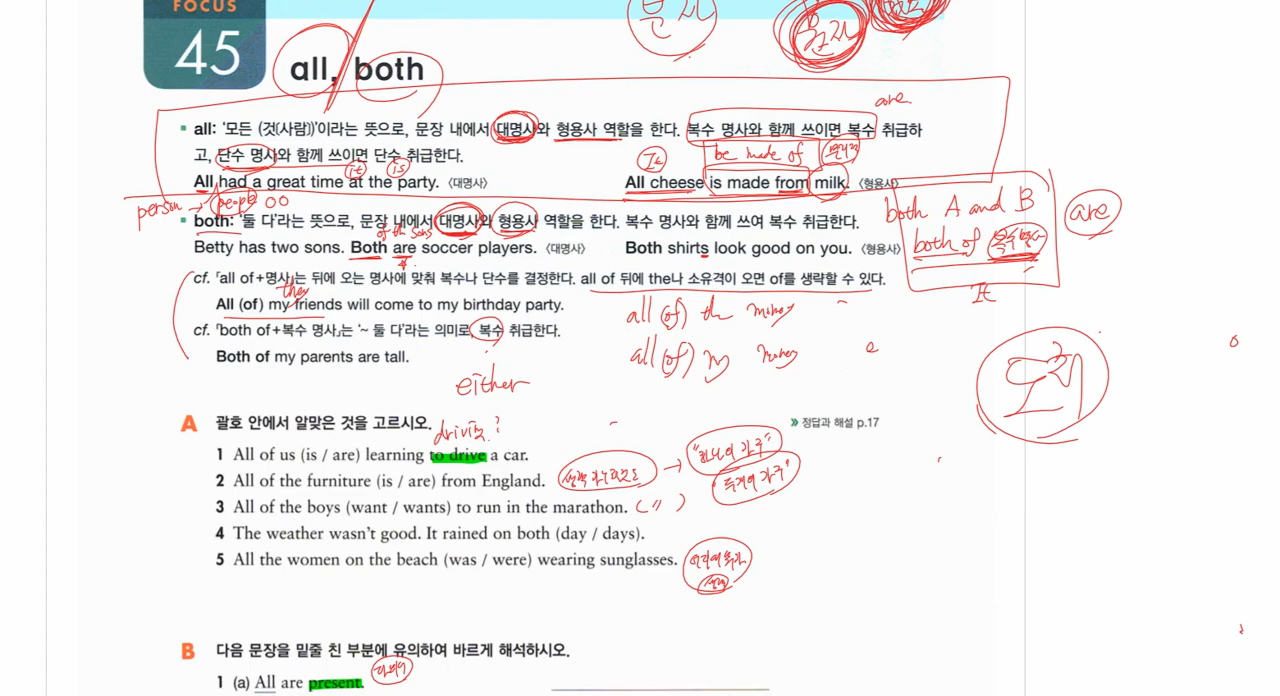 FOCUS
45
all, both
분사
분사
are
all: '모든 (것(사람))'이라는 뜻으로, 문장 내에서 대명사와 형용사 역할을 한다. 복수 명사와 함께 쓰이면 복수 취급하
고, 단수 명사와 함께 쓰이면 단수 취급한다.
It
be made of
it is
All had a great time at the party. <대명사>
All cheese is made from milk. <형용사>
person → people
both: '둘 다'라는 뜻으로, 문장 내에서 대명사와 형용사 역할을 한다. 복수 명사와 함께 쓰여 복수 취급한다.
of the sons
Betty has two sons. Both are soccer players. <대명사>
Both shirts look good on you. <형용사>
both A and B
are
both of 복수명사
It
cf. 「all of+명사」는 뒤에 오는 명사에 맞춰 복수나 단수를 결정한다. all of 뒤에 the나 소유격이 오면 of를 생략할 수 있다.
the
All (of) my friends will come to my birthday party.
all (of) the money
cf. 「both of+복수 명사」는 '~ 둘 다'라는 의미로, 복수 취급한다.
all (of) my money
Both of my parents are tall.
either
A 괄호 안에서 알맞은 것을 고르시오.
정답과 해설 p.17
driving?
1 All of us (is / are) learning to drive a car.
2 All of the furniture (is / are) from England.
3 All of the boys (want / wants) to run in the marathon. ( " )
4 The weather wasn't good. It rained on both (day / days).
5 All the women on the beach (was / were) wearing sunglasses.
B 다음 문장을 밑줄 친 부분에 유의하여 바르게 해석하시오.
1 (a) All are present.